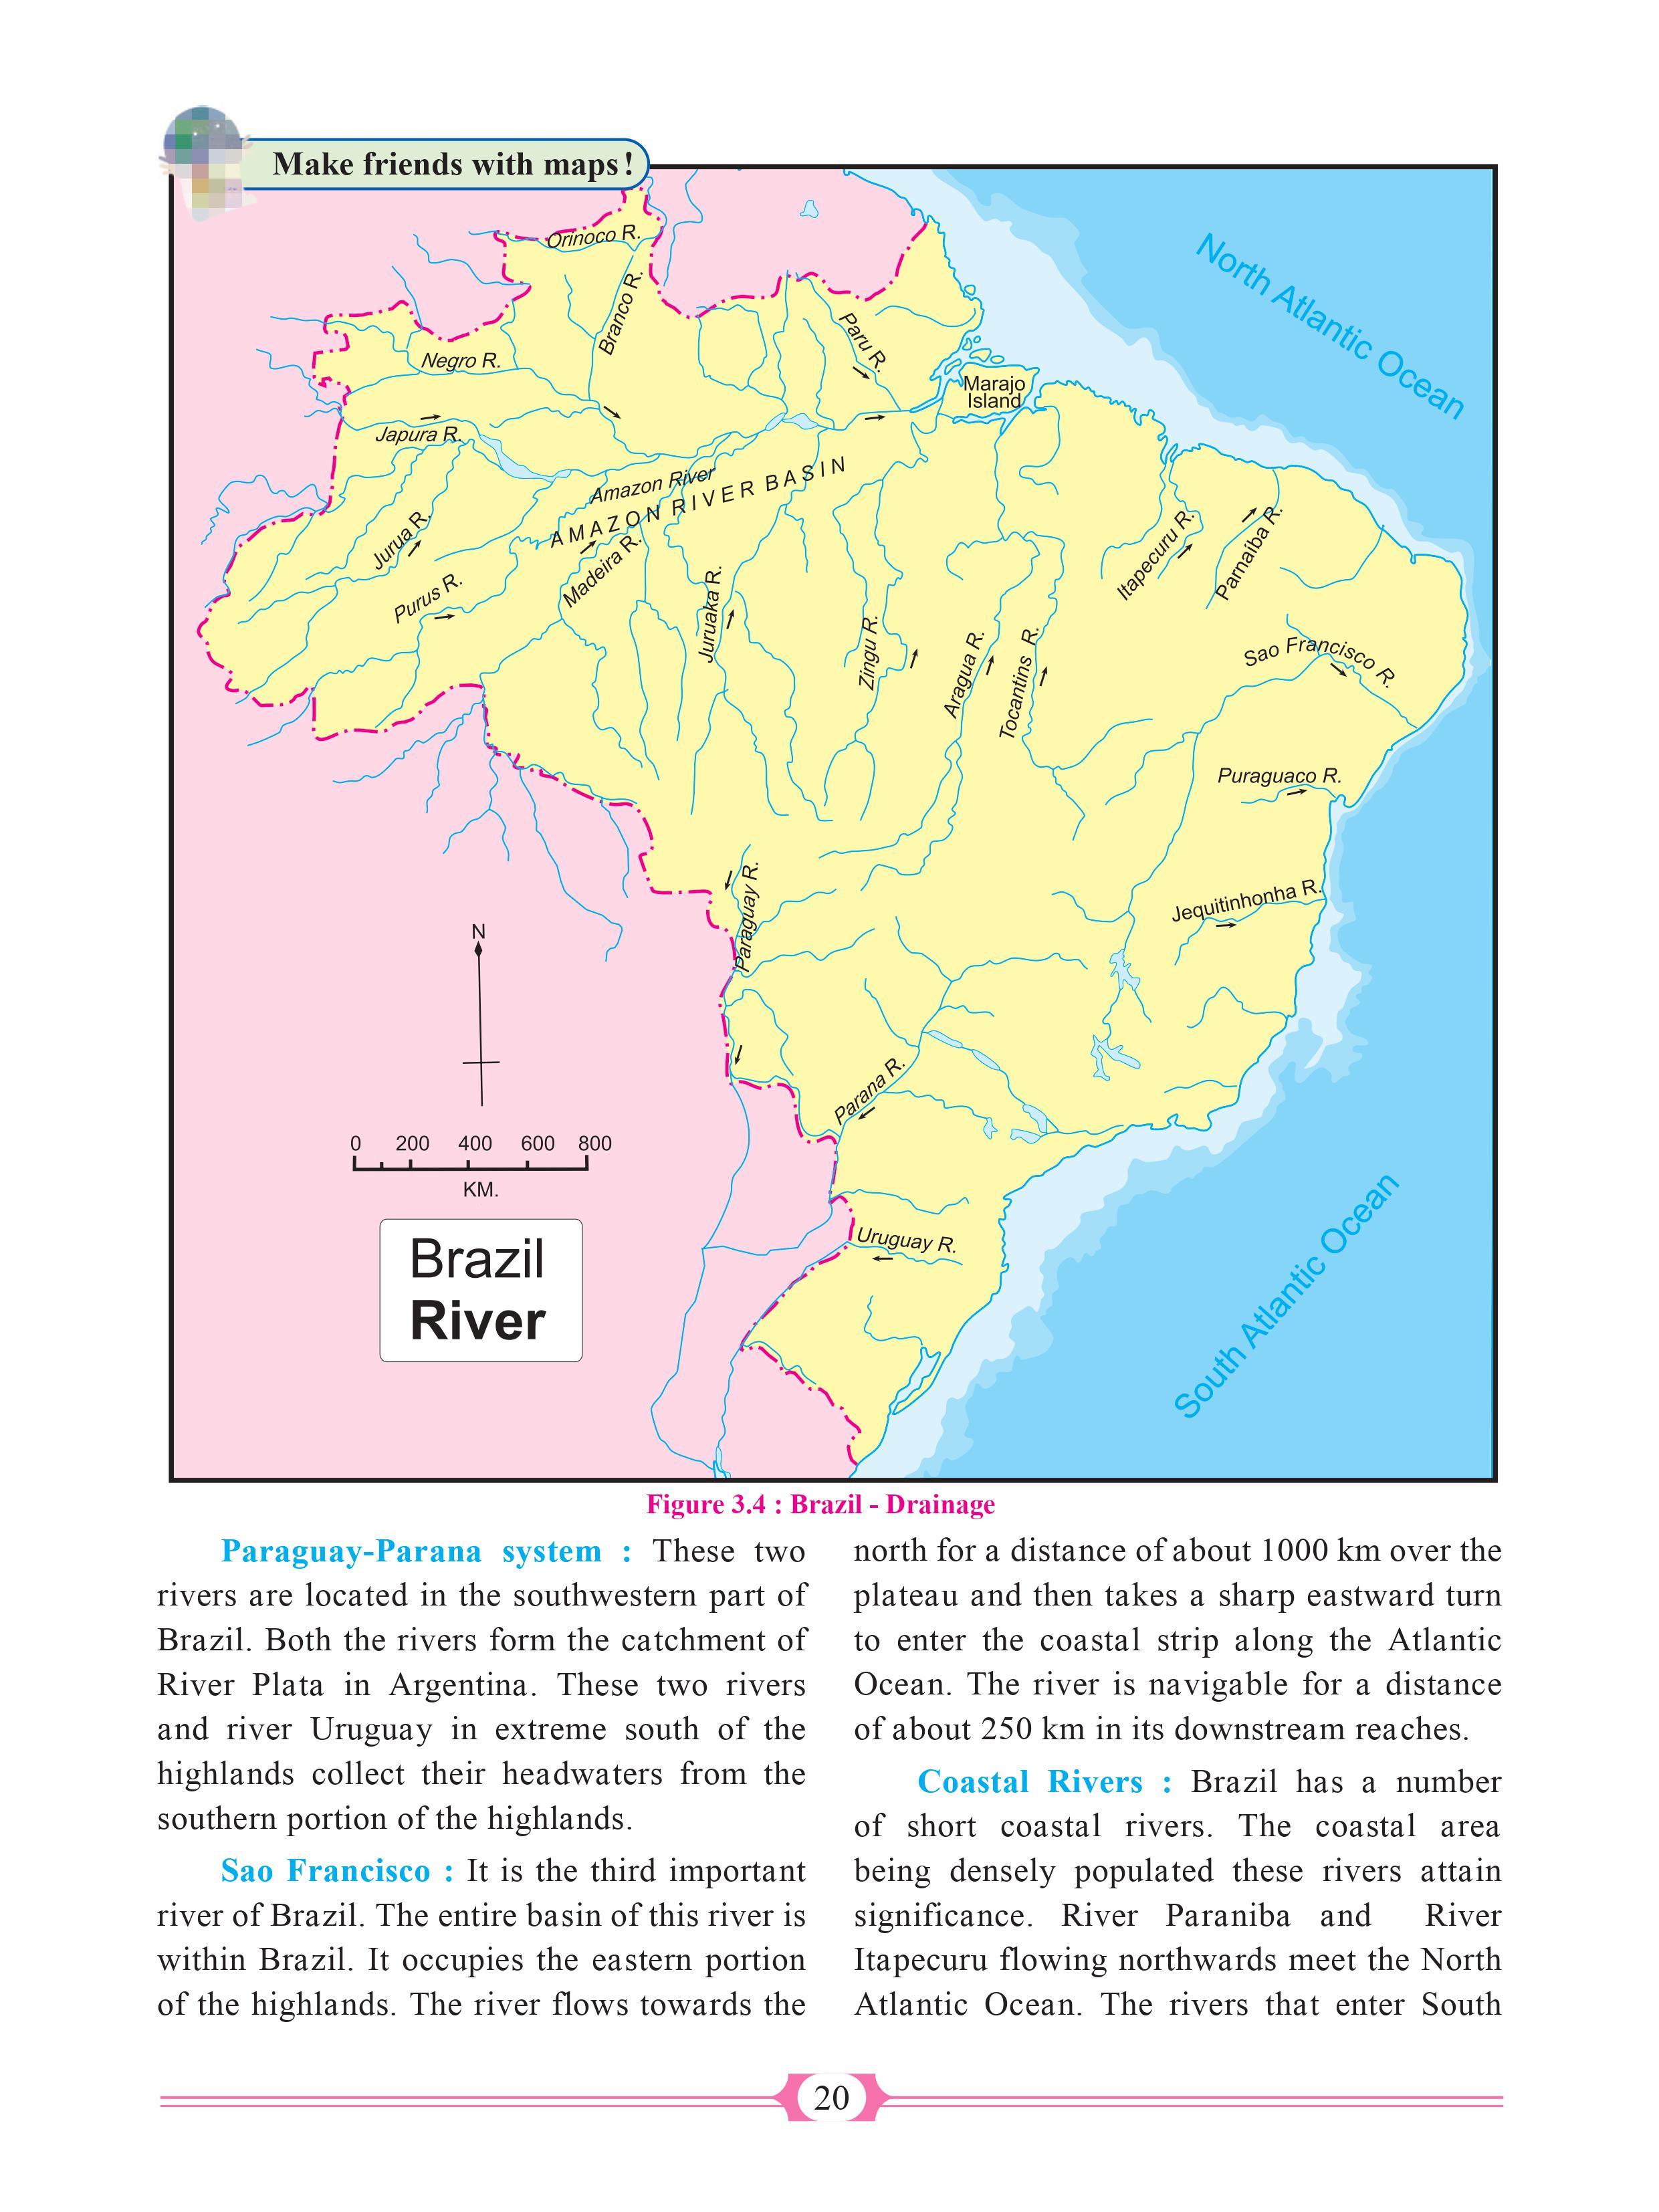 Make friends with maps!
Orinoco R.
Branco R.
Paru R.
Negro R.
Marajo
Island
Japura R.
Amazon River
AMAZON RIVER BASIN
Jurua R.
Purus R.
Madeira R.
Juruaka R.
Zingu R.
Aragua R.
Tocantins R.
Itapecuru R.
Parnaiba R.
Sao Francisco R.
Puraguaco R.
Jequitinhonha R.
Paraguay R.
Parana R.
Uruguay R.
North Atlantic Ocean
South Atlantic Ocean
N
0 200 400 600 800
KM.
Brazil
River
Figure 3.4 : Brazil - Drainage
Paraguay-Parana system : These two
rivers are located in the southwestern part of
Brazil. Both the rivers form the catchment of
River Plata in Argentina. These two rivers
and river Uruguay in extreme south of the
highlands collect their headwaters from the
southern portion of the highlands.
Sao Francisco : It is the third important
river of Brazil. The entire basin of this river is
within Brazil. It occupies the eastern portion
of the highlands. The river flows towards the
north for a distance of about 1000 km over the
plateau and then takes a sharp eastward turn
to enter the coastal strip along the Atlantic
Ocean. The river is navigable for a distance
of about 250 km in its downstream reaches.
Coastal Rivers : Brazil has a number
of short coastal rivers. The coastal area
being densely populated these rivers attain
significance. River Paraniba and River
Itapecuru flowing northwards meet the North
Atlantic Ocean. The rivers that enter South
20